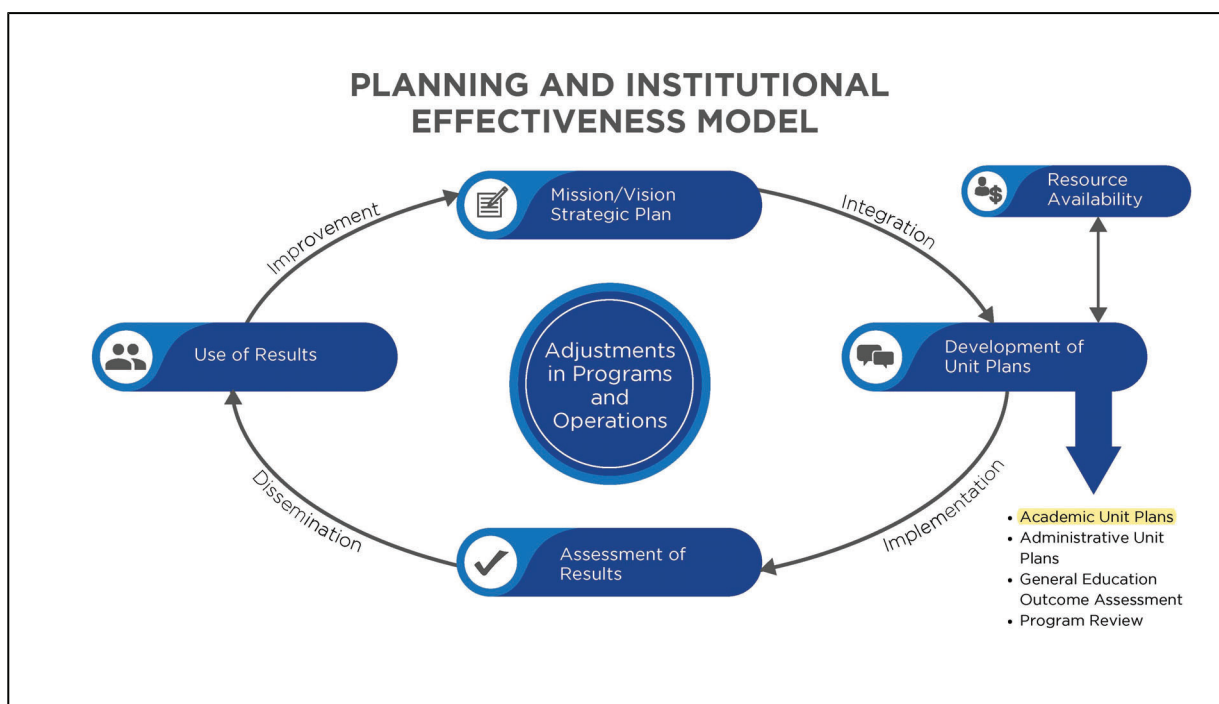 PLANNING AND INSTITUTIONAL
EFFECTIVENESS MODEL
Mission/Vision
Strategic Plan
Resource
Availability
Improvement
Integration
Use of Results
Adjustments
in Programs
and
Operations
Development of
Unit Plans
Dissemination
Implementation
Assessment of
Results
• Academic Unit Plans
• Administrative Unit
Plans
• General Education
Outcome Assessment
• Program Review